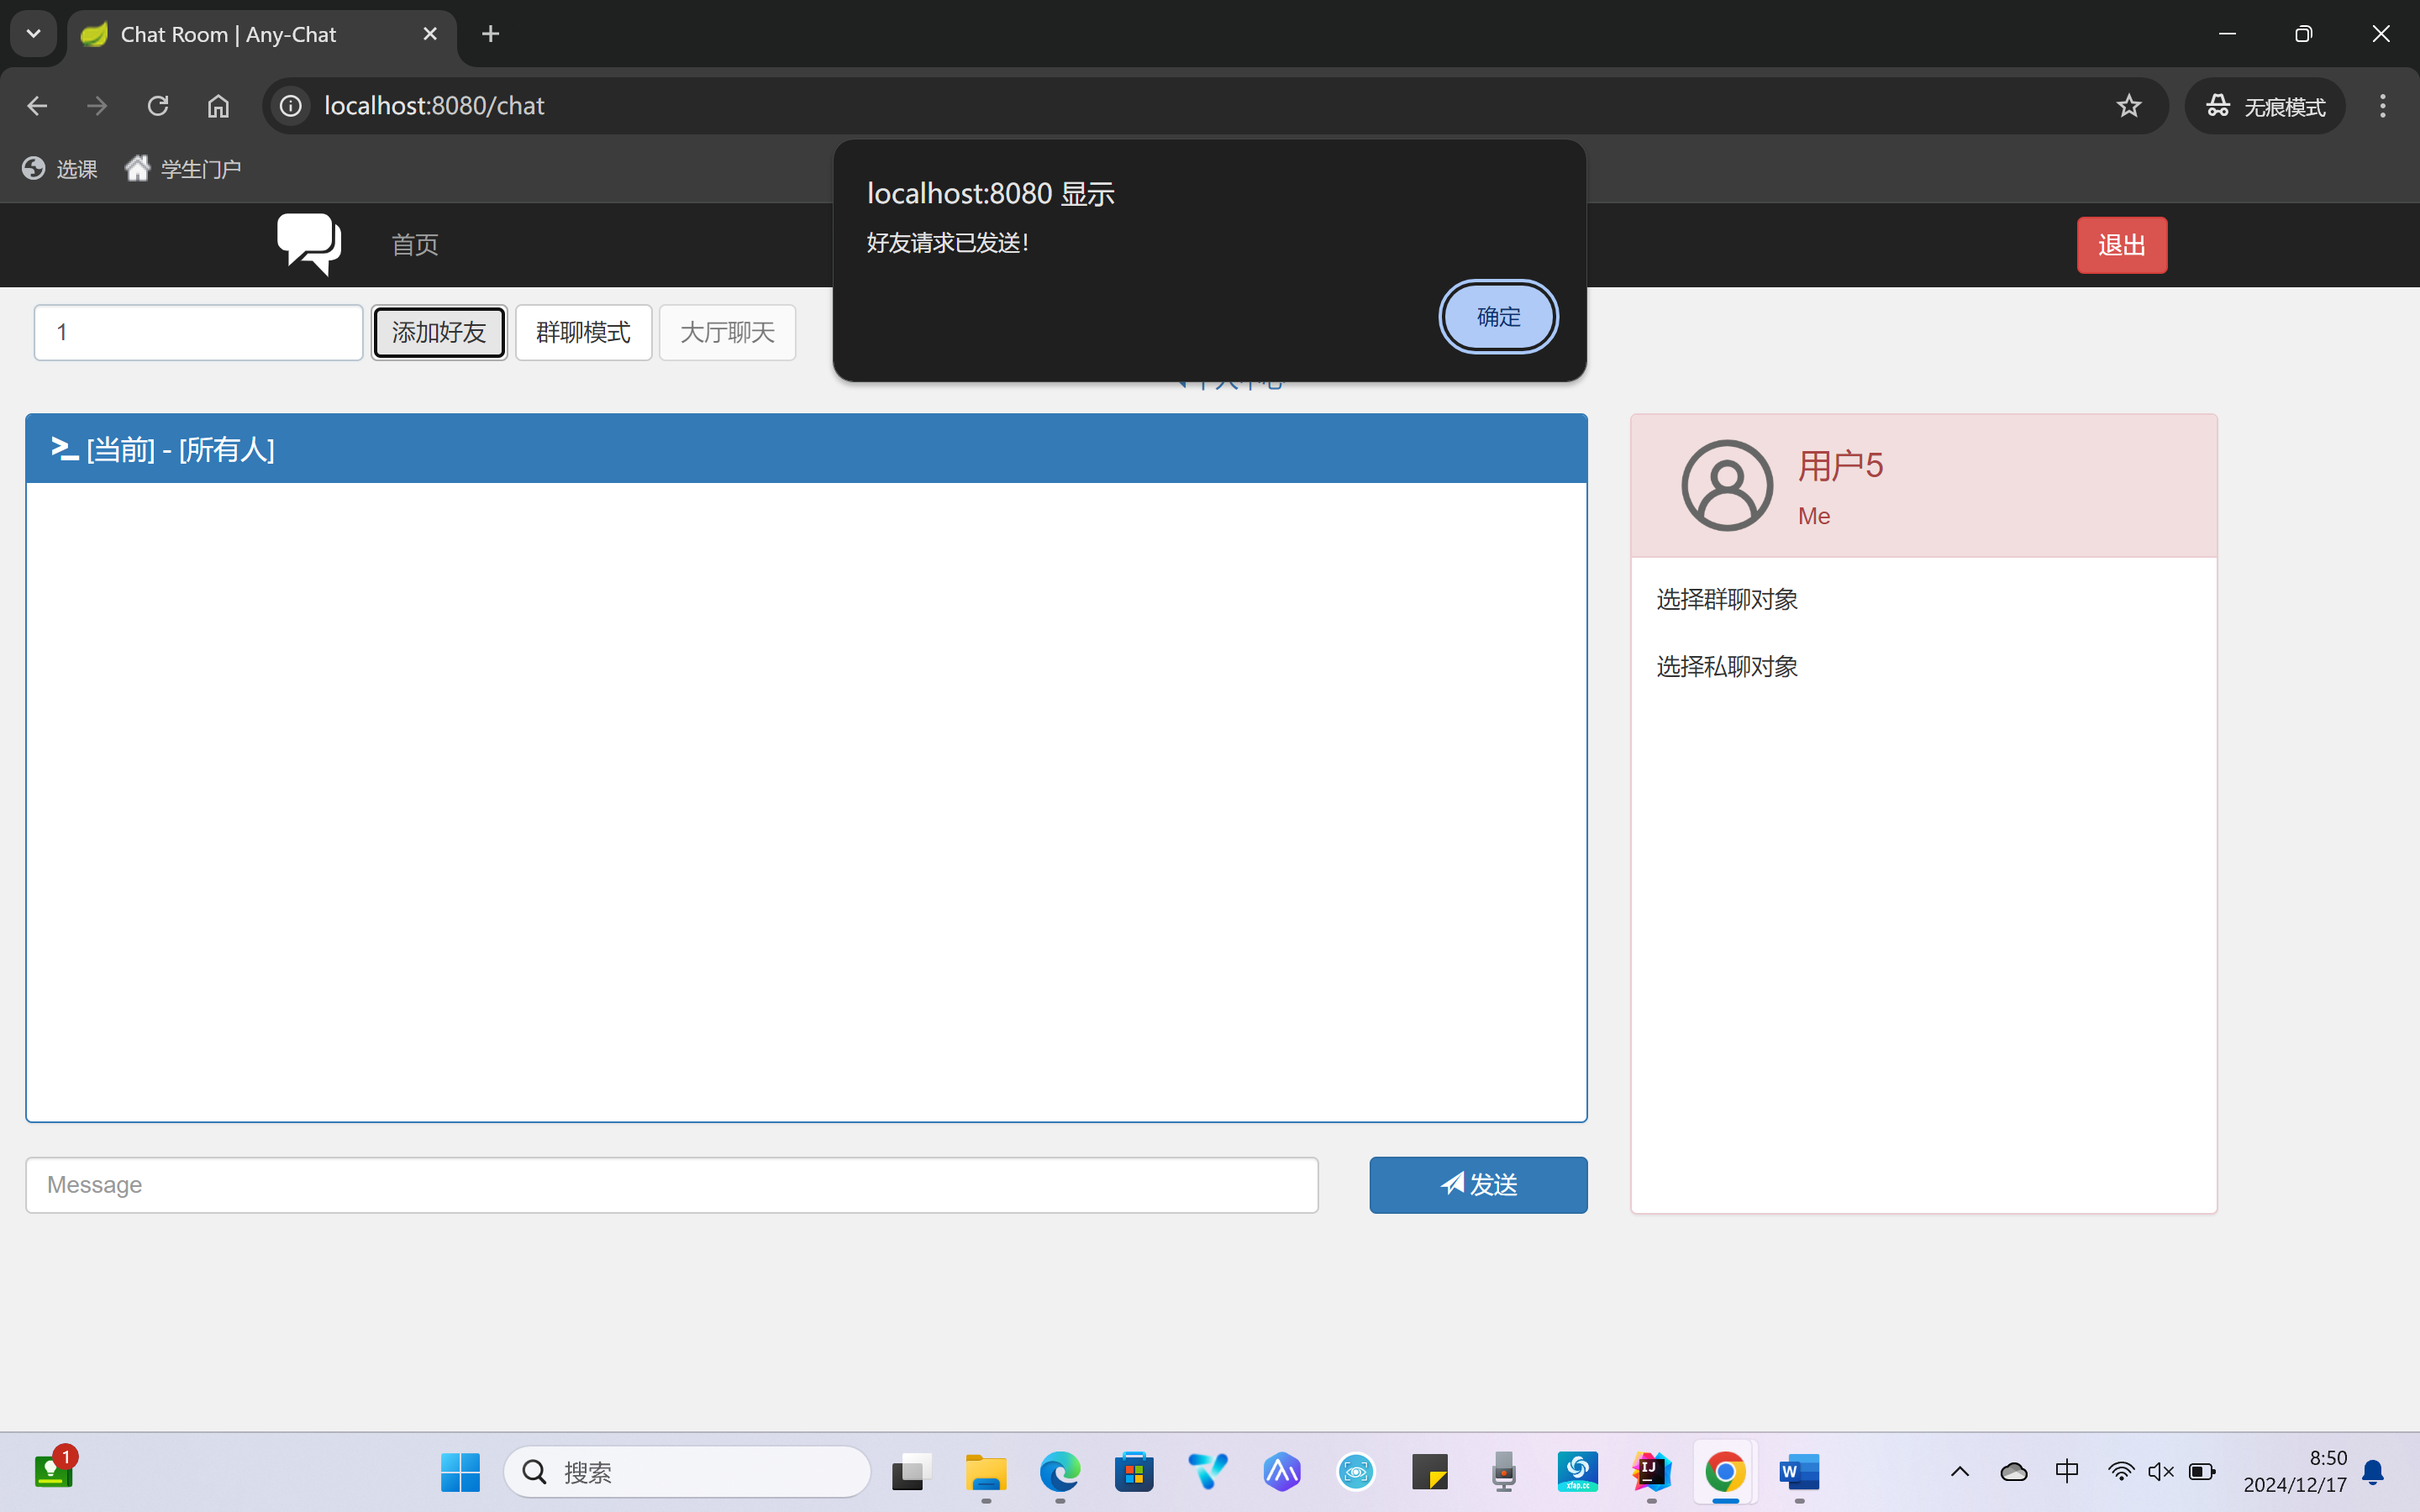 Chat Room | Any-Chat
localhost:8080/chat
无痕模式
选课 学生门户
localhost:8080 显示
好友请求已发送!
确定
首页
退出
1
添加好友 群聊模式 大厅聊天
[当前] - [所有人]
用户5
Me
选择群聊对象
选择私聊对象
Message
发送
1
搜索
xfxp.cc
IJ
W
中
8:50
2024/12/17